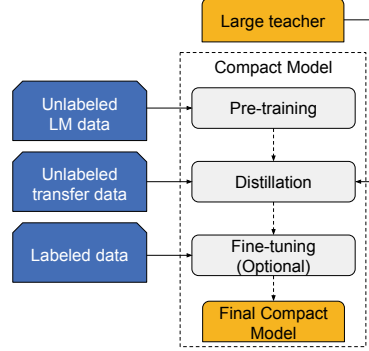 Large teacher
Compact Model
Unlabeled
LM data
Pre-training
Unlabeled
transfer data
Distillation
Labeled data
Fine-tuning
(Optional)
Final Compact
Model